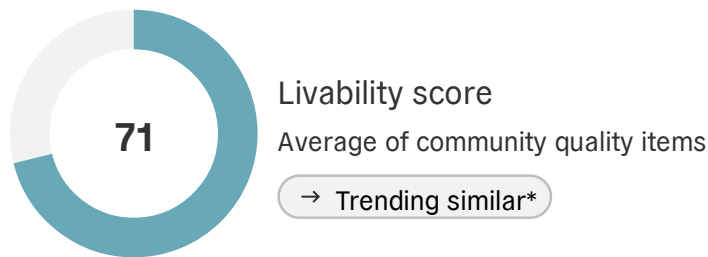 71
Livability score
Average of community quality items
→ Trending similar*